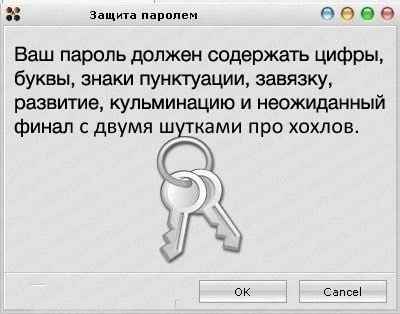 Защита паролем
Ваш пароль должен содержать цифры,
буквы, знаки пунктуации, завязку,
развитие, кульминацию и неожиданный
финал с двумя шутками про хохлов.
OK Cancel